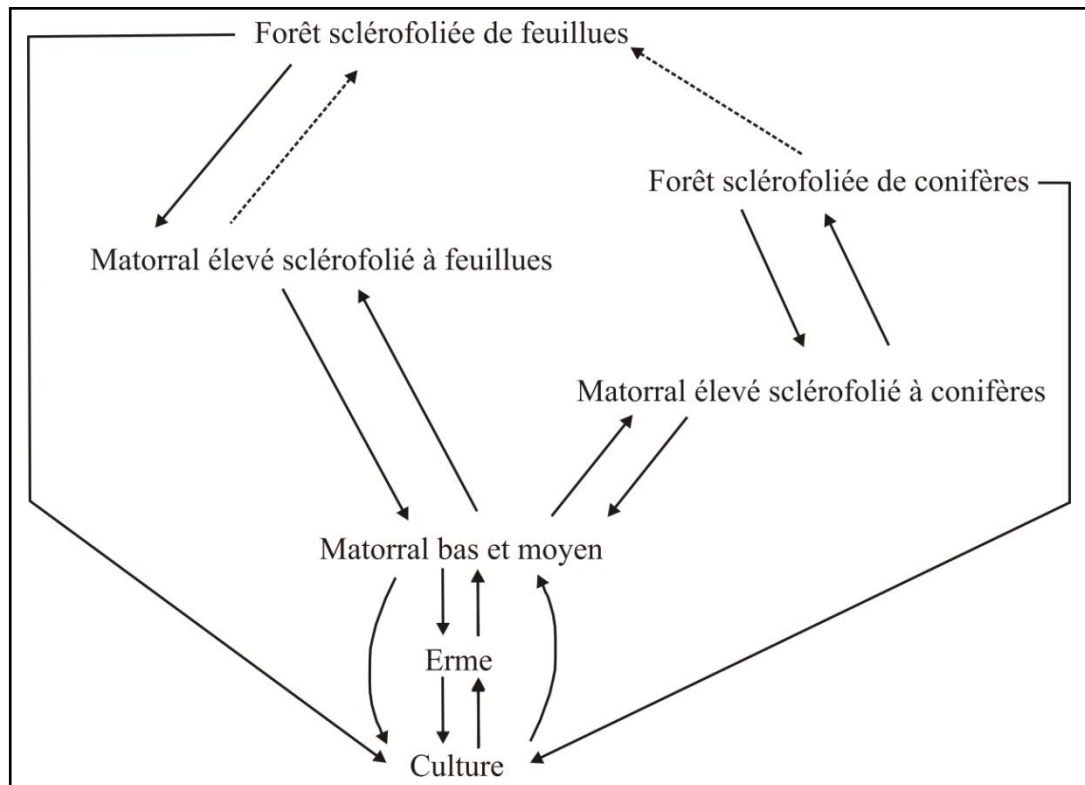 Forêt sclérofoliée de feuillues
Forêt sclérofoliée de conifères
Matorral élevé sclérofolié à feuillues
Matorral élevé sclérofolié à conifères
Matorral bas et moyen
Erme
Culture